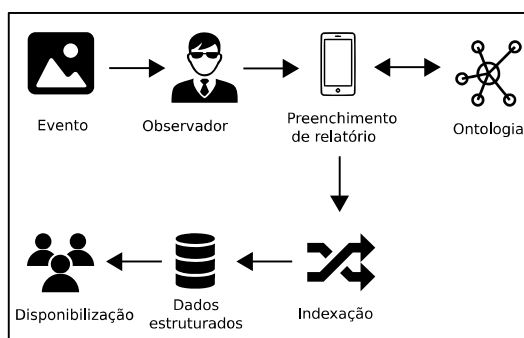 Evento
Observador
Preenchimento
de relatório
Ontologia
Disponibilização
Dados
estruturados
Indexação